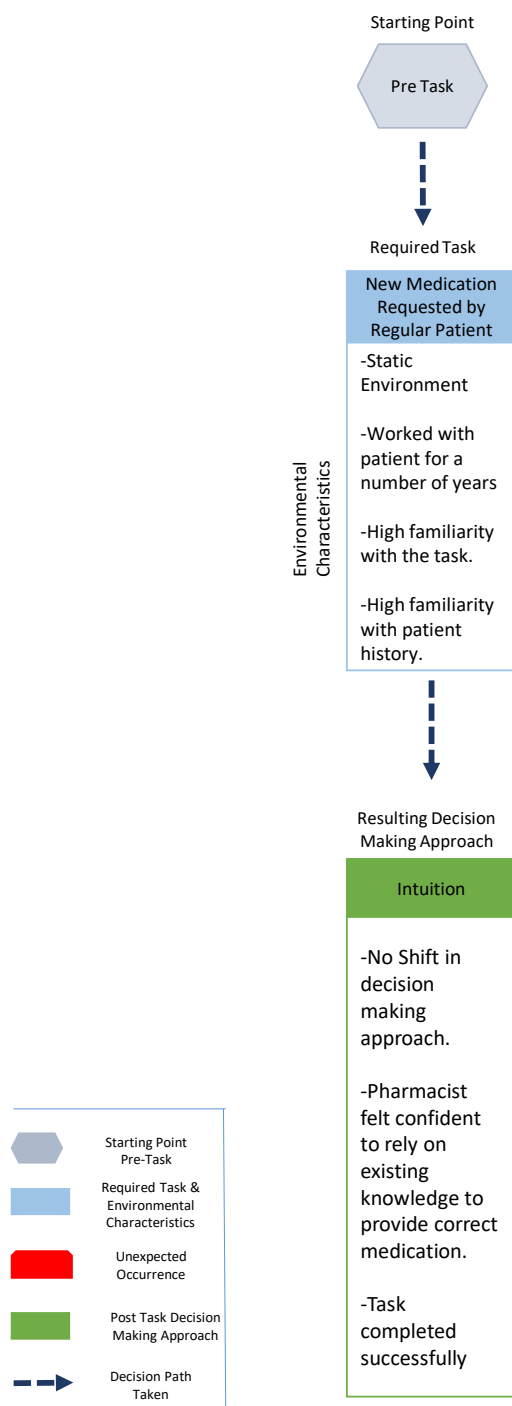 Starting Point
Pre Task
Required Task
New Medication
Requested by
Regular Patient
Environmental
Characteristics
-Static
Environment
-Worked with
patient for a
number of years
-High familiarity
with the task.
-High familiarity
with patient
history.
Resulting Decision
Making Approach
Intuition
-No Shift in
decision
making
approach.
-Pharmacist
felt confident
to rely on
existing
knowledge to
provide correct
medication.
-Task
completed
successfully
Starting Point
Pre-Task
Required Task &
Environmental
Characteristics
Unexpected
Occurrence
Post Task Decision
Making Approach
Decision Path
Taken